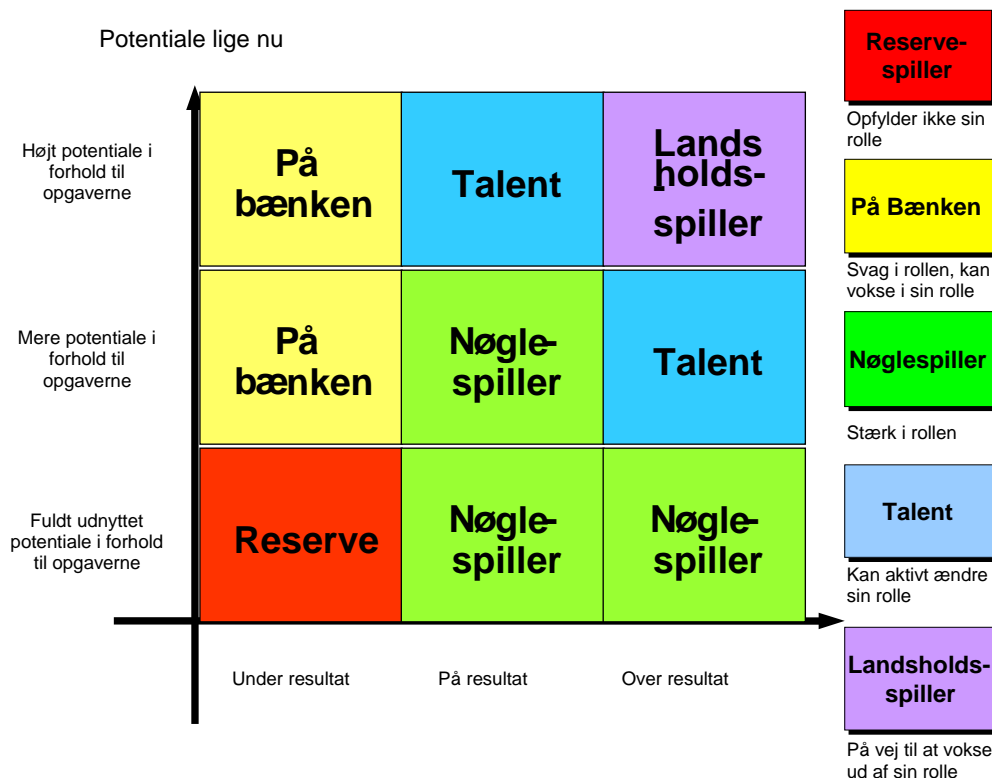 Potentiale lige nu
Højt potentiale i
forhold til
opgaverne
På
bænken
Talent
Lands
holds-
spiller
Mere potentiale i
forhold til
opgaverne
På
bænken
Nøgle-
spiller
Talent
Fuldt udnyttet
potentiale i forhold
til opgaverne
Reserve
Nøgle-
spiller
Nøgle-
spiller
Under resultat
På resultat
Over resultat
Reserve-
spiller
Opfylder ikke sin
rolle
På Bænken
Svag i rollen, kan
vokse i sin rolle
Nøglespiller
Stærk i rollen
Talent
Kan aktivt ændre
sin rolle
Landsholds-
spiller
På vej til at vokse
ud af sin rolle